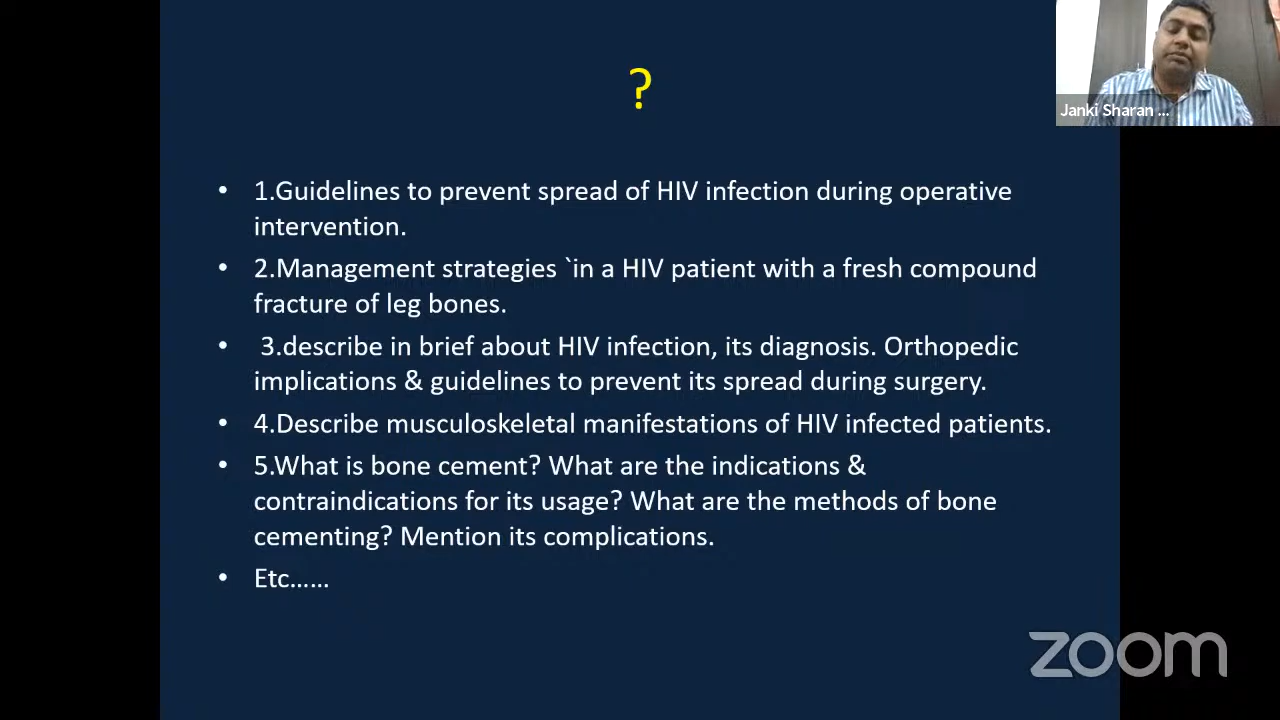 ?
Janki Sharan ...
• 1.Guidelines to prevent spread of HIV infection during operative
intervention.
• 2.Management strategies `in a HIV patient with a fresh compound
fracture of leg bones.
• 3.describe in brief about HIV infection, its diagnosis. Orthopedic
implications & guidelines to prevent its spread during surgery.
• 4.Describe musculoskeletal manifestations of HIV infected patients.
• 5.What is bone cement? What are the indications &
contraindications for its usage? What are the methods of bone
cementing? Mention its complications.
• Etc......
zoom